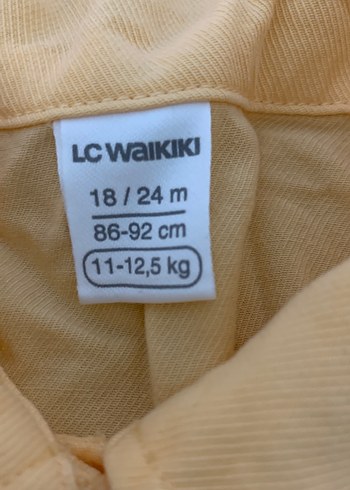 LC WAIKIKI
18 / 24 m
86-92 cm
11-12,5 kg